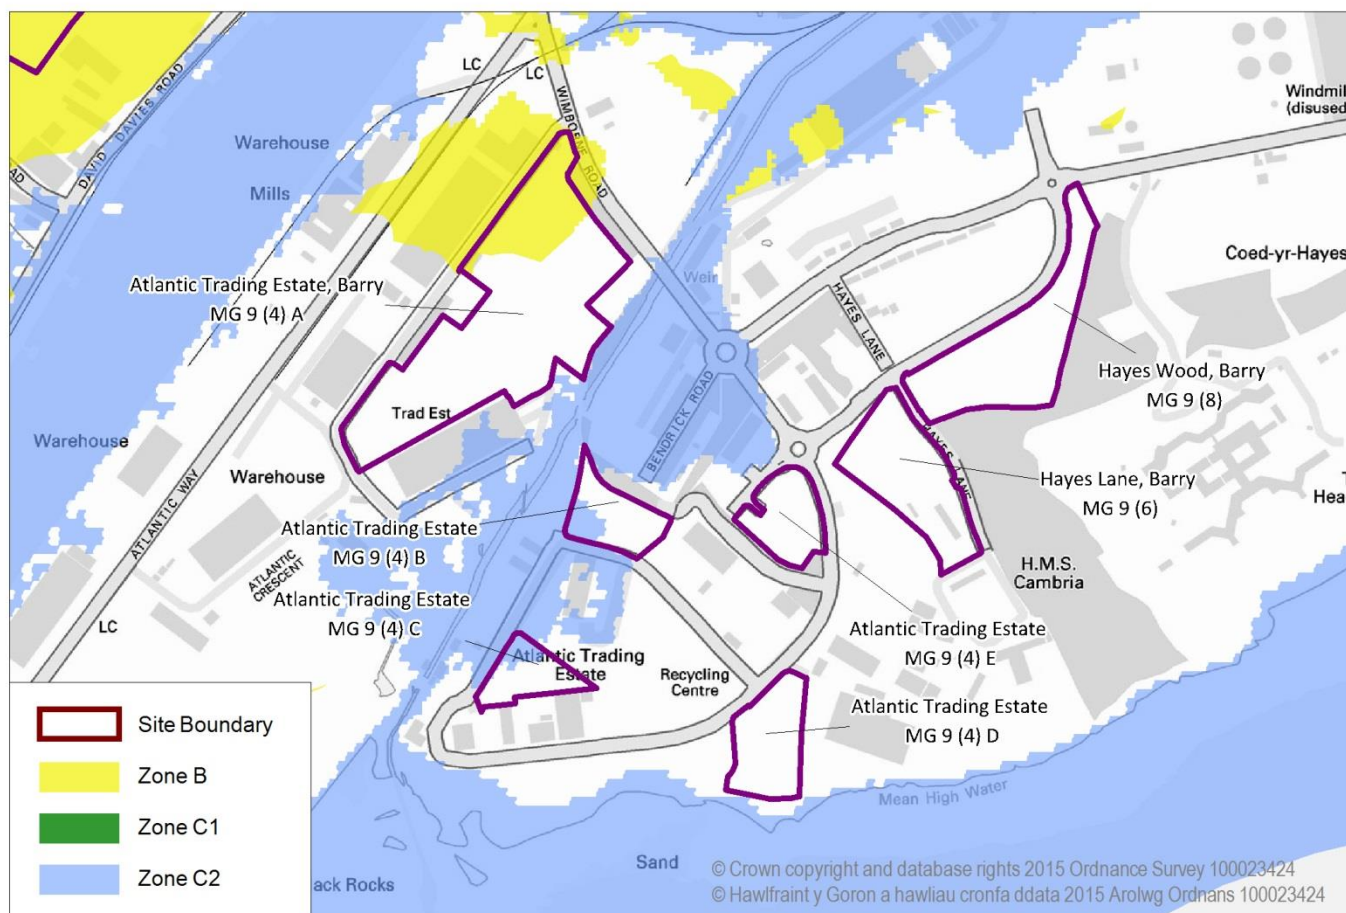 LC
LC
WIMBORNE ROAD
DAVID DAVIES ROAD
AD
Warehouse
Mills
Windmil
(disused
Atlantic Trading Estate, Barry
MG 9 (4) A
Weir
Coed-yr-Hayes
HAYES LANE
BENDRICK ROAD
Hayes Wood, Barry
MG 9 (8)
Trad Est
Warehouse
Warehouse
HAYES LANE
Hayes Lane, Barry
MG 9 (6)
T
Hea
ATLANTIC WAY
Atlantic Trading Estate
MG 9 (4) B
H.M.S.
Cambria
ATLANTIC
CRESCENT
Atlantic Trading Estate
MG 9 (4) C
LC
Atlantic Trading
Estate
Recycling
Centre
Atlantic Trading Estate
MG 9 (4) E
Atlantic Trading Estate
MG 9 (4) D
Mean High Water
Site Boundary
Zone B
Zone C1
Zone C2
Sand
ack Rocks
© Crown copyright and database rights 2015 Ordnance Survey 100023424
© Hawlfraint y Goron a hawliau cronfa ddata 2015 Arolwg Ordnans 100023424